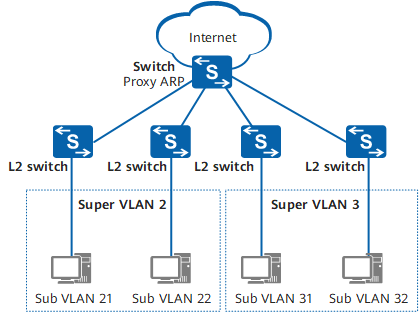 Internet
Switch
Proxy ARP
S
S
S
S
S
L2 switch
L2 switch
L2 switch
L2 switch
Super VLAN 2
Super VLAN 3
Sub VLAN 21
Sub VLAN 22
Sub VLAN 31
Sub VLAN 32